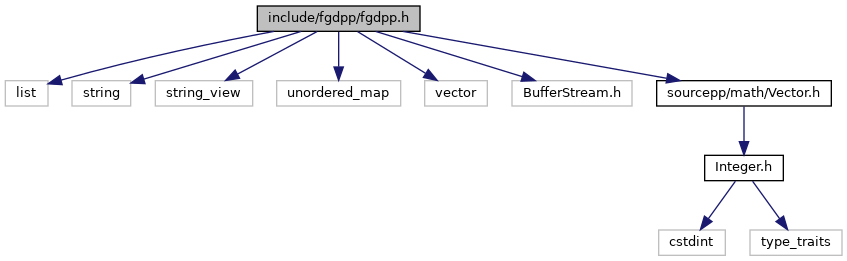 include/fgdpp/fgdpp.h
list
string
string_view
unordered_map
vector
BufferStream.h
sourcepp/math/Vector.h
Integer.h
cstdint
type_traits